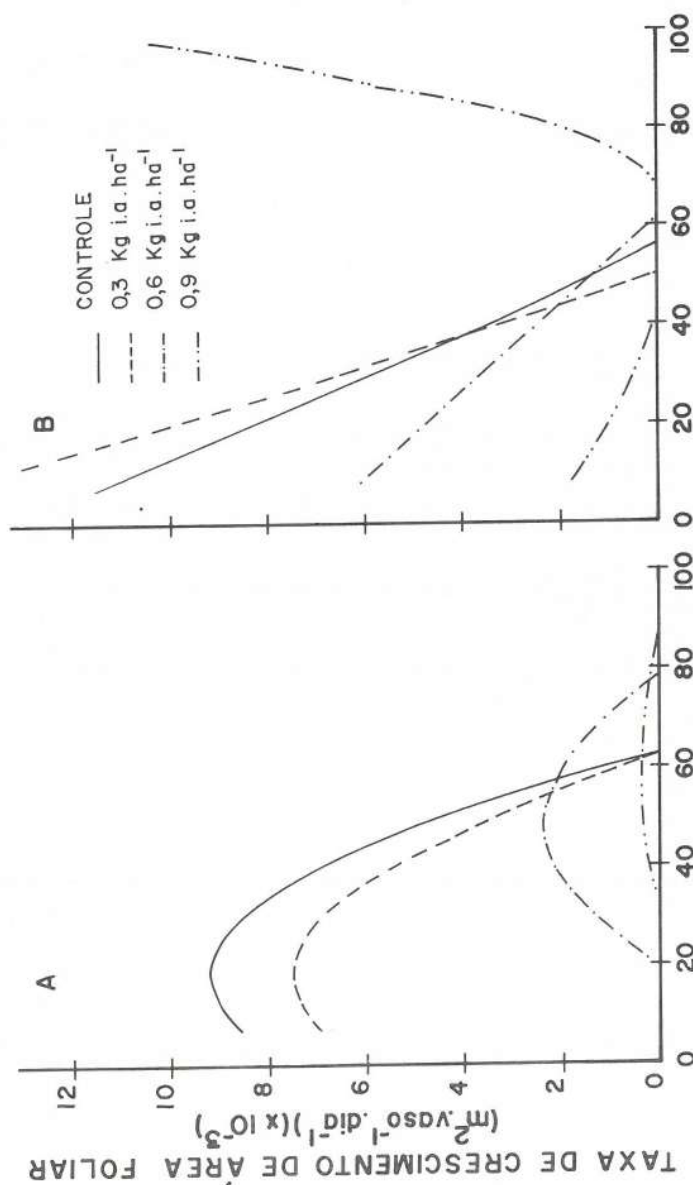 TAXA DE CRESCIMENTO DE ÁREA FOLIAR
(m².vaso⁻¹.dia⁻¹)(x 10⁻³)
12
10
8
6
4
2
0
A
0
20
40
60
80
100
B
CONTROLE
0,3 Kg i.a.ha⁻¹
0,6 Kg i.a.ha⁻¹
0,9 Kg i.a.ha⁻¹
0
20
40
60
80
100